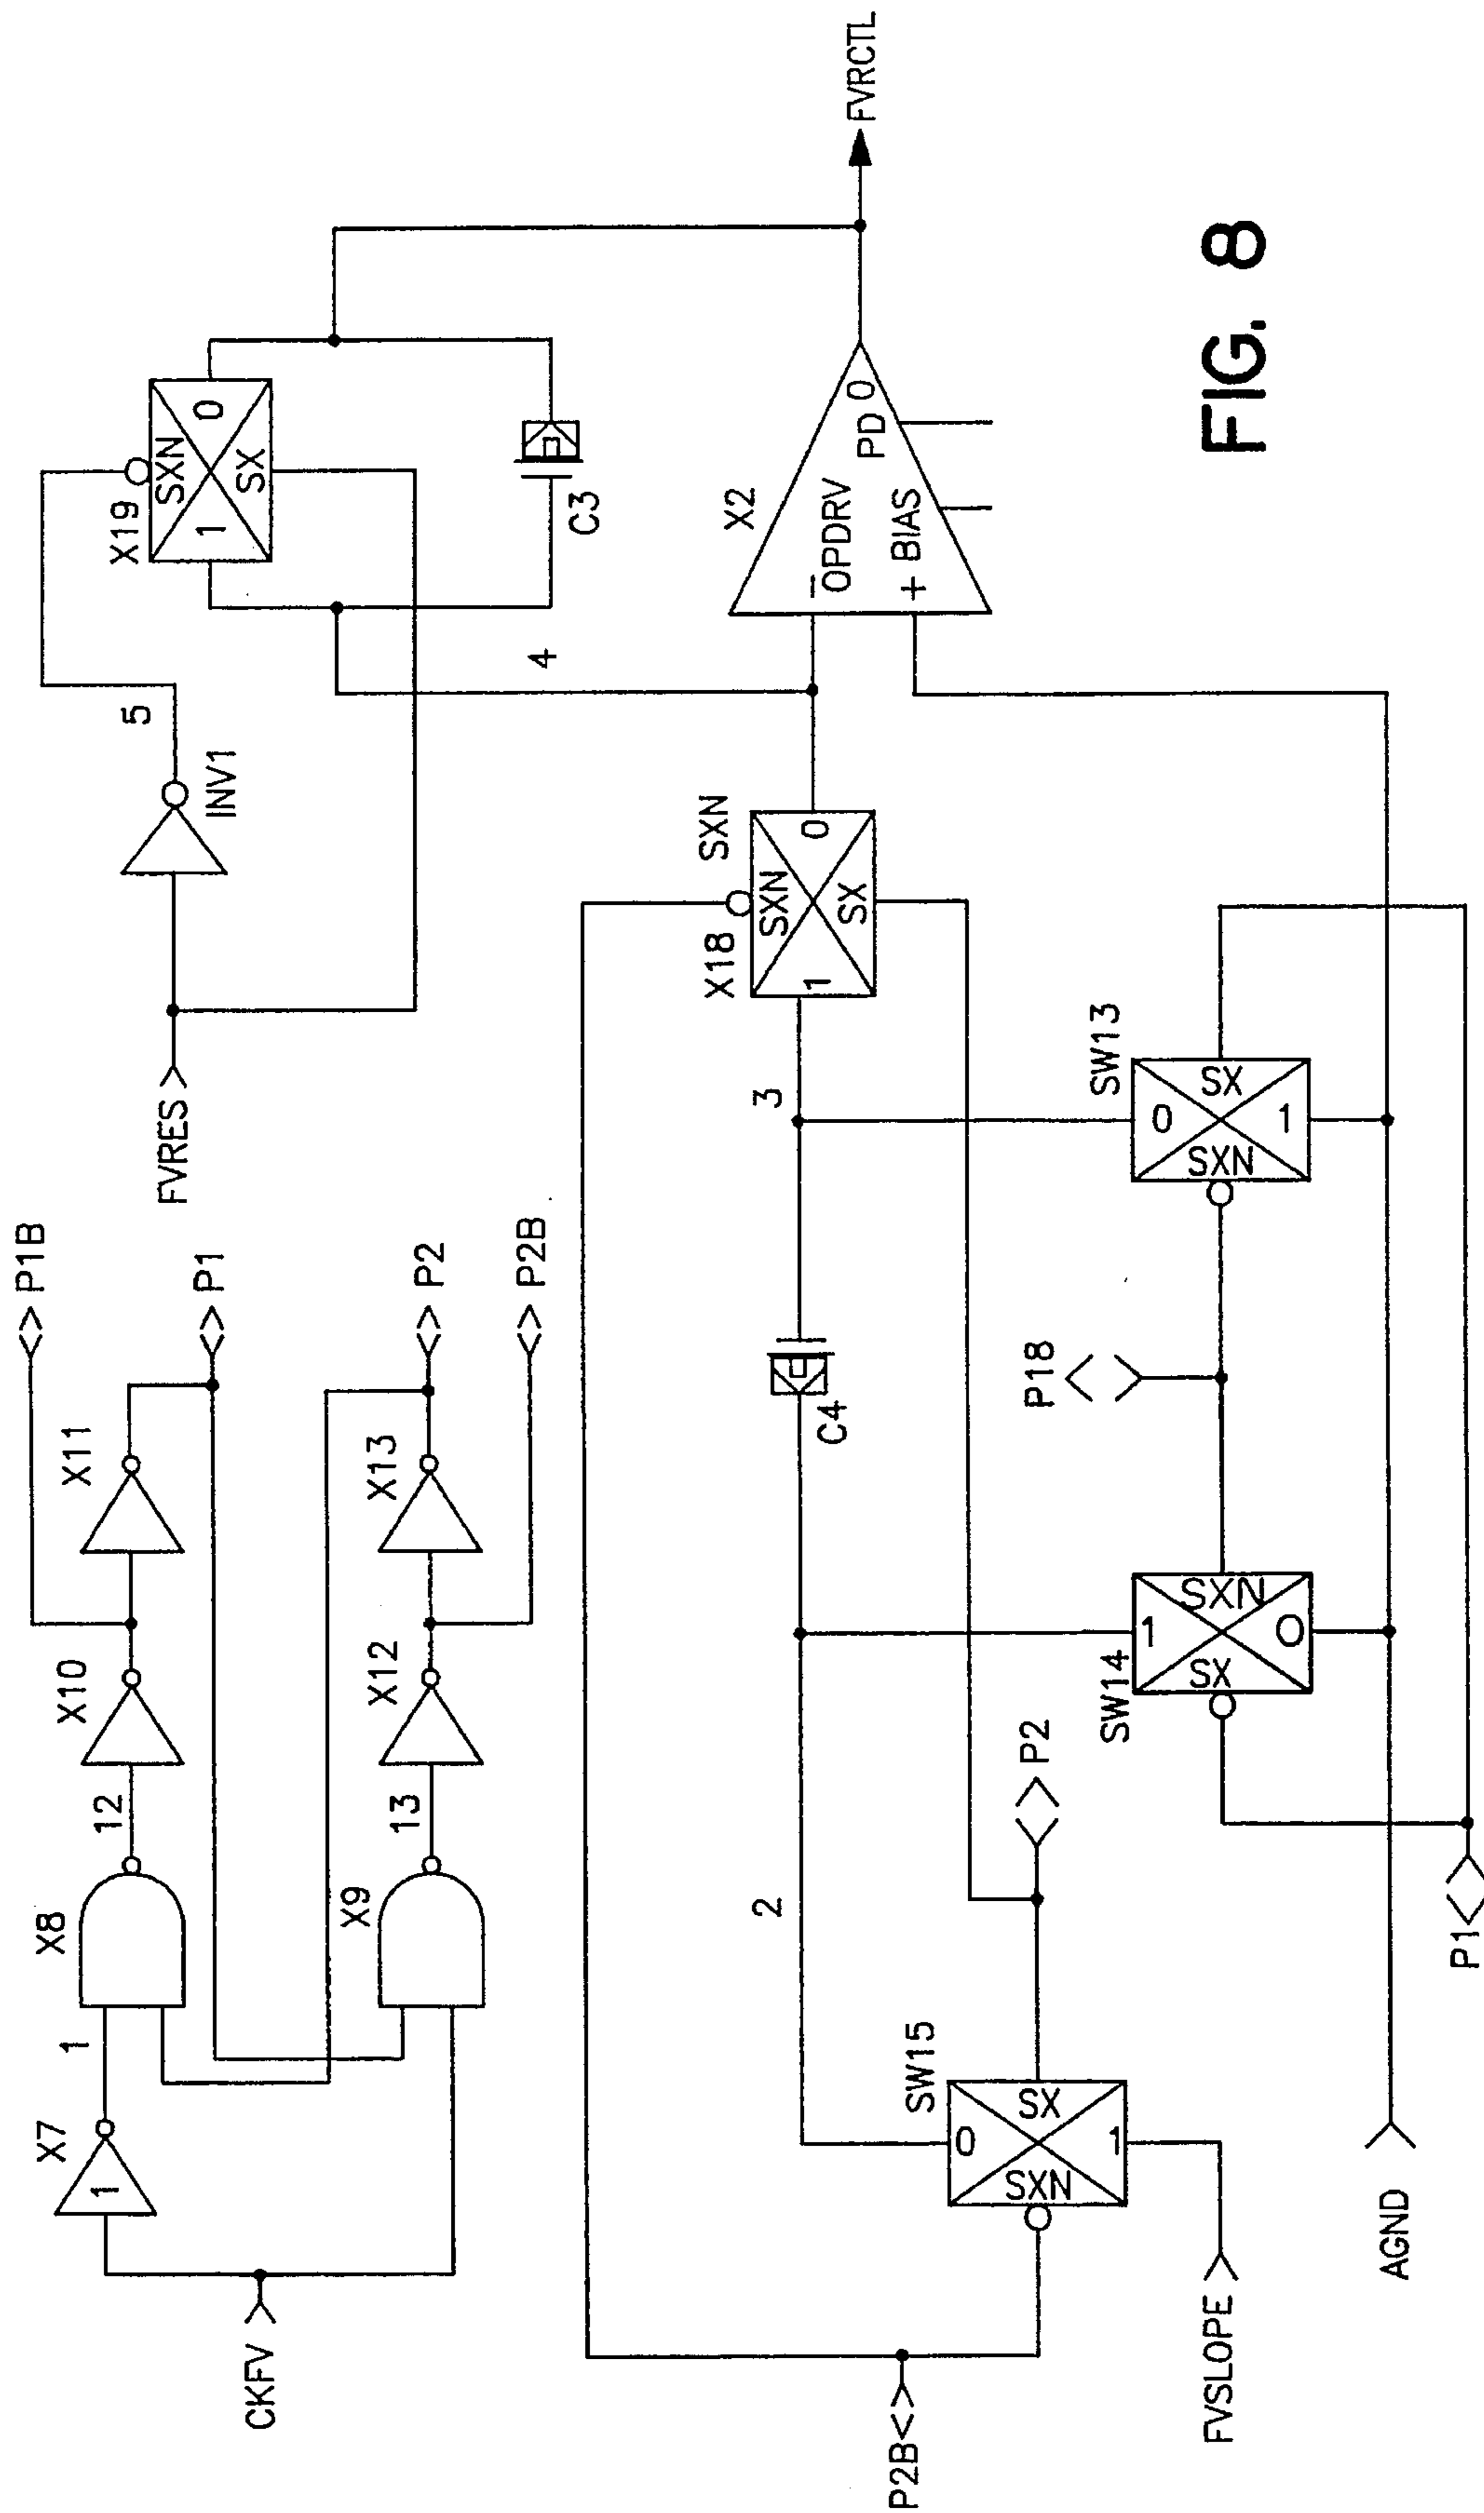 CKFV
X7
1
1
X8
12
X10
X11
P1B
P1
X9
13
X12
X13
P2
P2B
FVRES
INV1
5
X19
SXN
1
0
SX
C3
4
FVRCTL
X2
OPDRV
− +
BIAS
PD
0
P2B
SW15
0
SX
SXN
1
FVSLOPE
2
C4
3
X18
SXN
SXN
1
0
SX
P2
SW14
1
SXN
SX
0
P18
SW13
0
SX
SXN
1
AGND
P1
FIG. 8